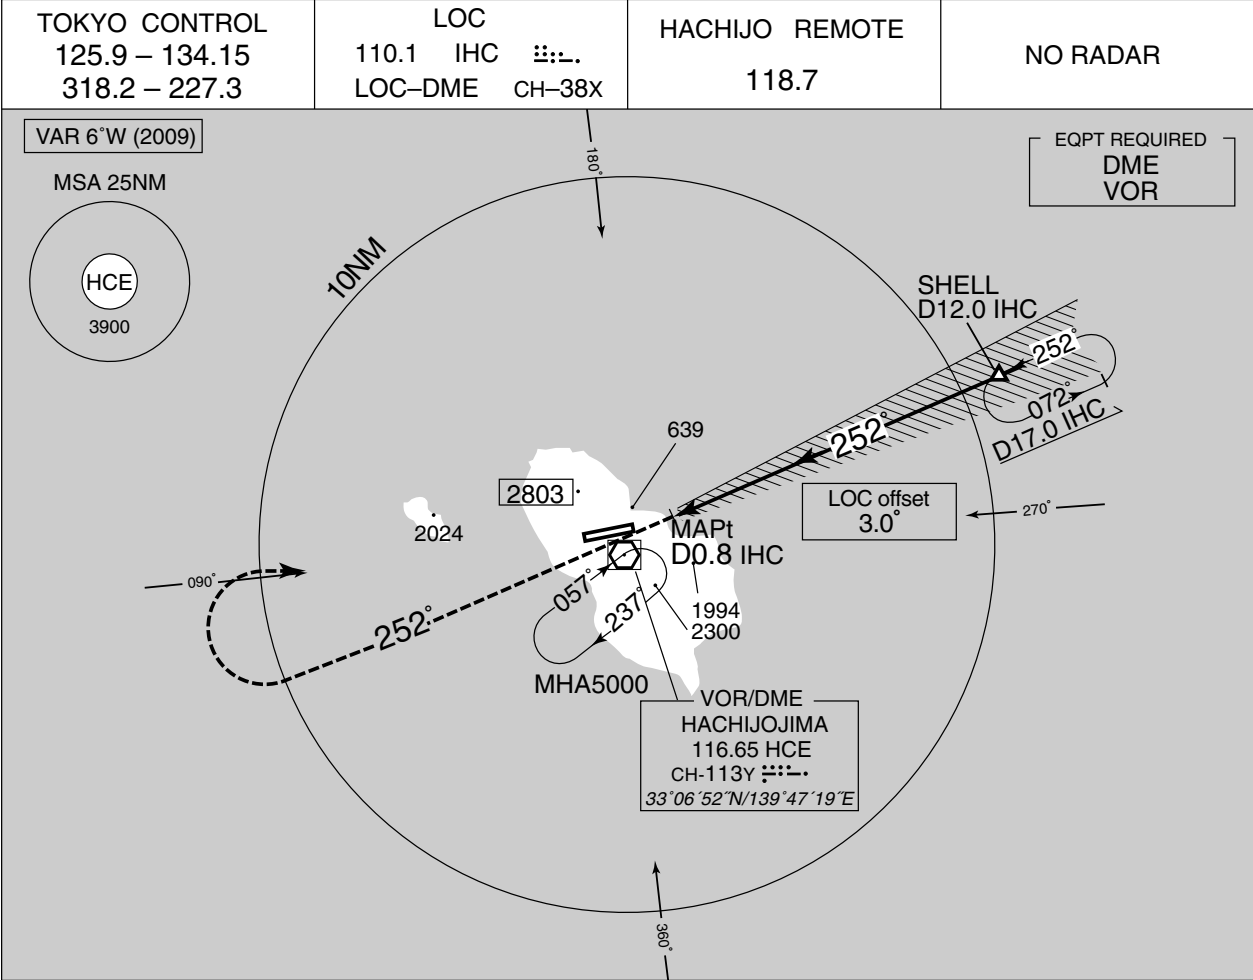 TOKYO CONTROL
125.9 – 134.15
318.2 – 227.3
LOC
110.1 IHC
LOC–DME CH–38X
HACHIJO REMOTE
118.7
NO RADAR
VAR 6°W (2009)
MSA 25NM
HCE
3900
180°
EQPT REQUIRED
DME
VOR
10NM
SHELL
D12.0 IHC
252°
072°
D17.0 IHC
252°
639
2803
2024
LOC offset
3.0°
270°
MAPt
D0.8 IHC
090°
057°
237°
252°
1994
2300
MHA5000
VOR/DME
HACHIJOJIMA
116.65 HCE
CH-113Y
33°06´52˝N/139°47´19˝E
360°